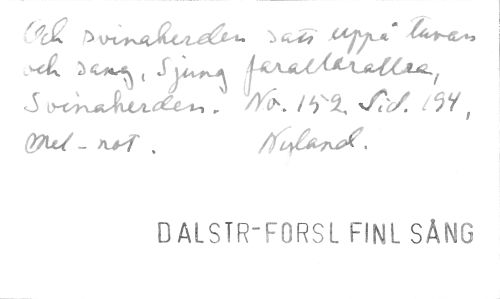 Och svinaherden satt uppå tuvan
och sang, Sjung farallarallra,
Svinaherden. No. 152 Sid. 194,
Mel-not. Nyland.
DALSTR-FORSL FINL SÅNG